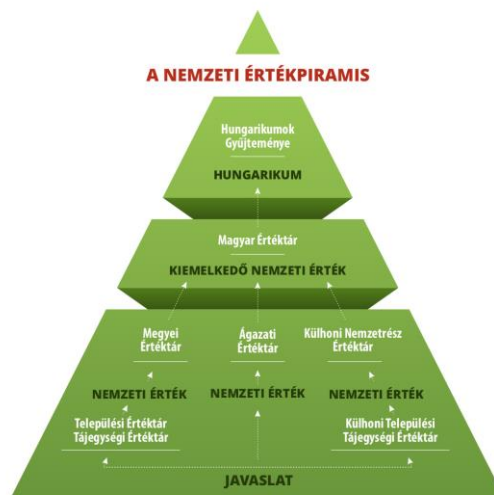 A NEMZETI ÉRTÉKPIRAMIS
Hungarikumok
Gyűjteménye
HUNGARIKUM
Magyar Értéktár
KIEMELKEDŐ NEMZETI ÉRTÉK
Megyei
Értéktár
Ágazati
Értéktár
Külhoni Nemzetrész
Értéktár
NEMZETI ÉRTÉK
NEMZETI ÉRTÉK
NEMZETI ÉRTÉK
Települési Értéktár
Tájegységi Értéktár
Külhoni Települési
Tájegységi Értéktár
JAVASLAT